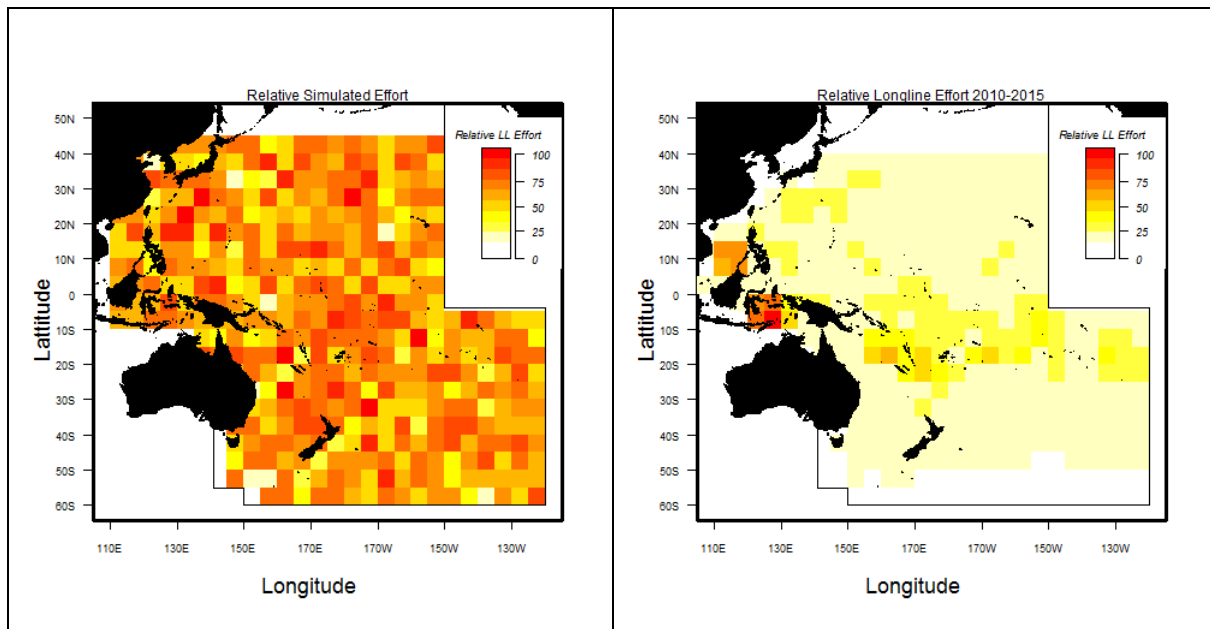 Relative Simulated Effort
Relative LL Effort
100
75
50
25
0
50N
40N
30N
20N
10N
0
10S
20S
30S
40S
50S
60S
Lattitude
110E 130E 150E 170E 170W 150W 130W
Longitude
Relative Longline Effort 2010-2015
Relative LL Effort
100
75
50
25
0
50N
40N
30N
20N
10N
0
10S
20S
30S
40S
50S
60S
Lattitude
110E 130E 150E 170E 170W 150W 130W
Longitude